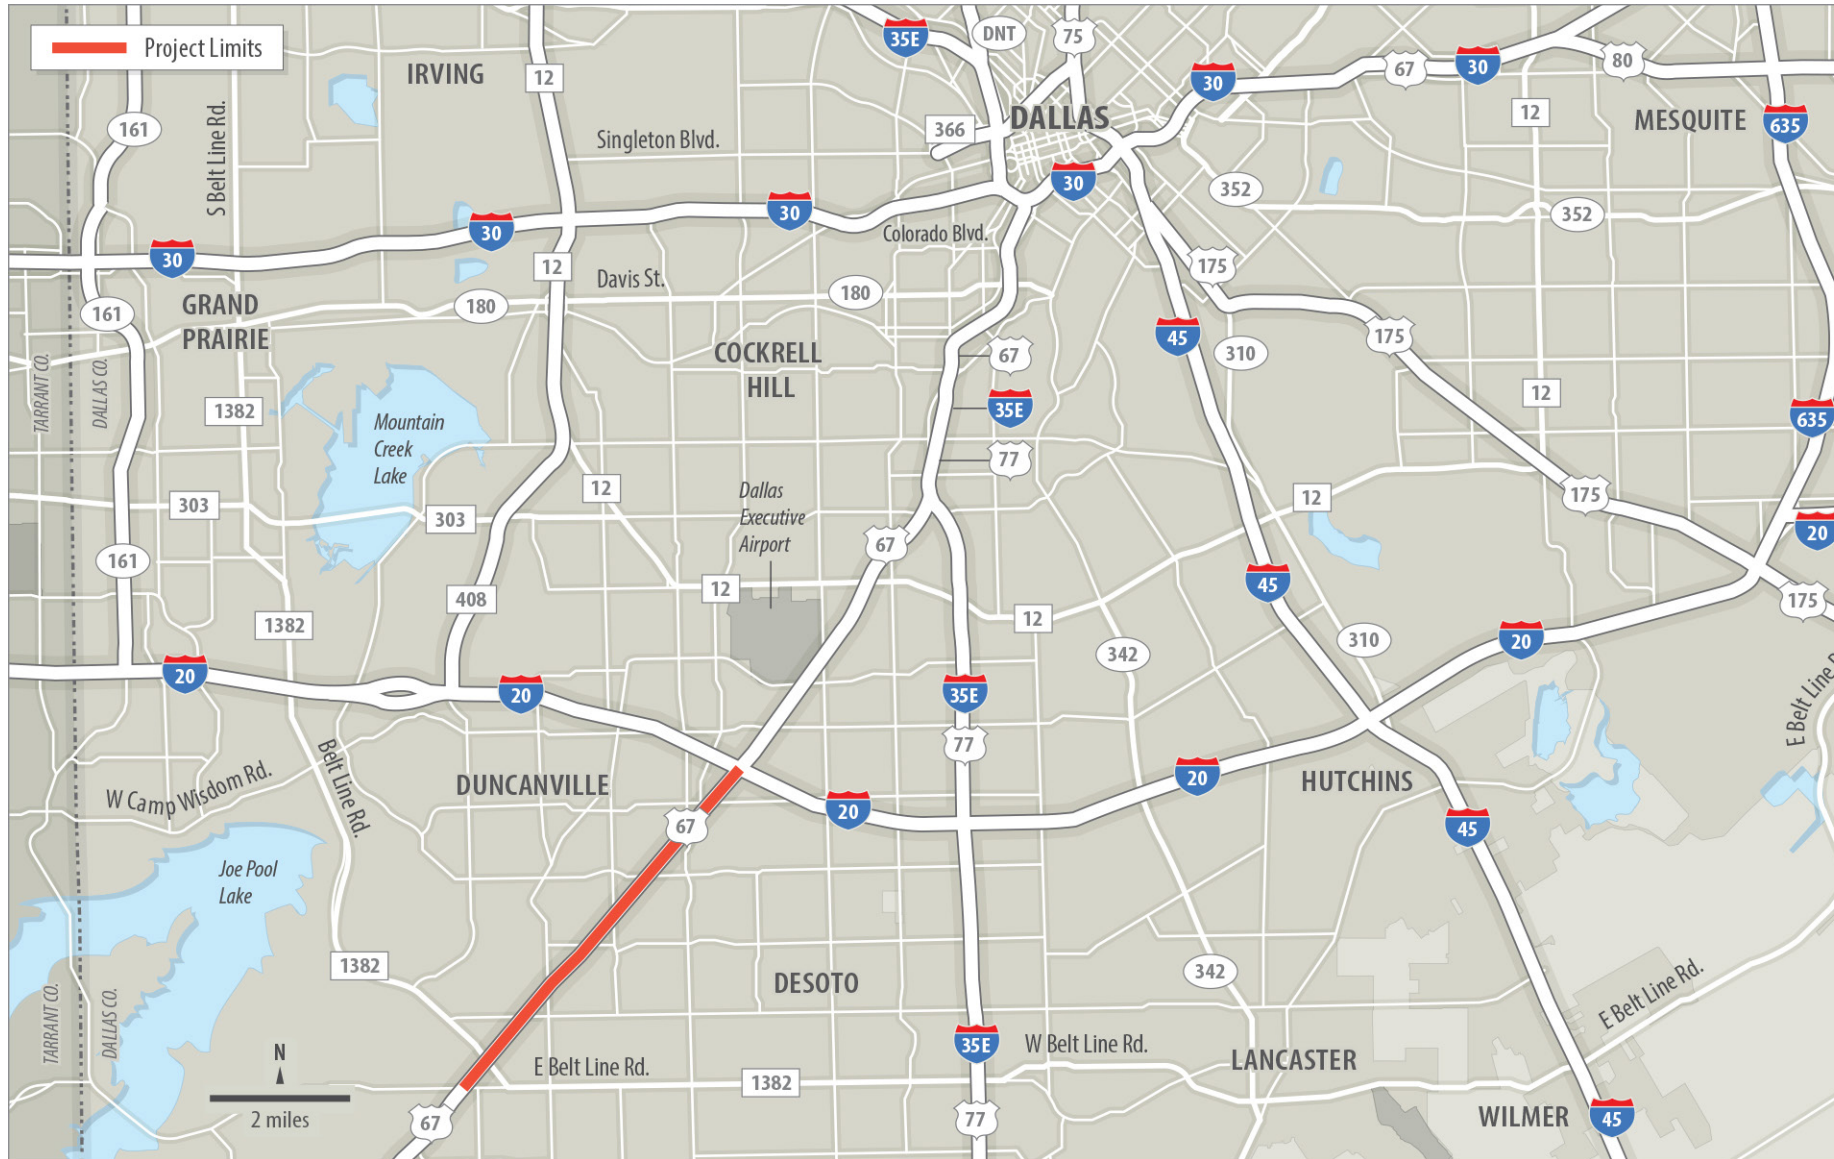 Project Limits
IRVING
12
35E
DNT
75
30
67
30
80
12
MESQUITE
635
161
S Belt Line Rd.
Singleton Blvd.
366
DALLAS
30
352
352
30
30
30
Colorado Blvd.
12
Davis St.
180
180
175
161
GRAND
PRAIRIE
COCKRELL
HILL
67
35E
77
45
310
175
TARRANT CO.
DALLAS CO.
1382
Mountain
Creek
Lake
12
635
303
303
12
Dallas
Executive
Airport
67
12
175
20
161
408
12
12
45
175
1382
342
310
20
20
20
35E
77
Belt Line Rd.
W Camp Wisdom Rd.
DUNCANVILLE
67
20
20
HUTCHINS
45
E Belt Line R
Joe Pool
Lake
1382
DESOTO
342
TARRANT CO.
DALLAS CO.
N
2 miles
E Belt Line Rd.
1382
35E
W Belt Line Rd.
LANCASTER
E Belt Line Rd.
67
77
WILMER
45